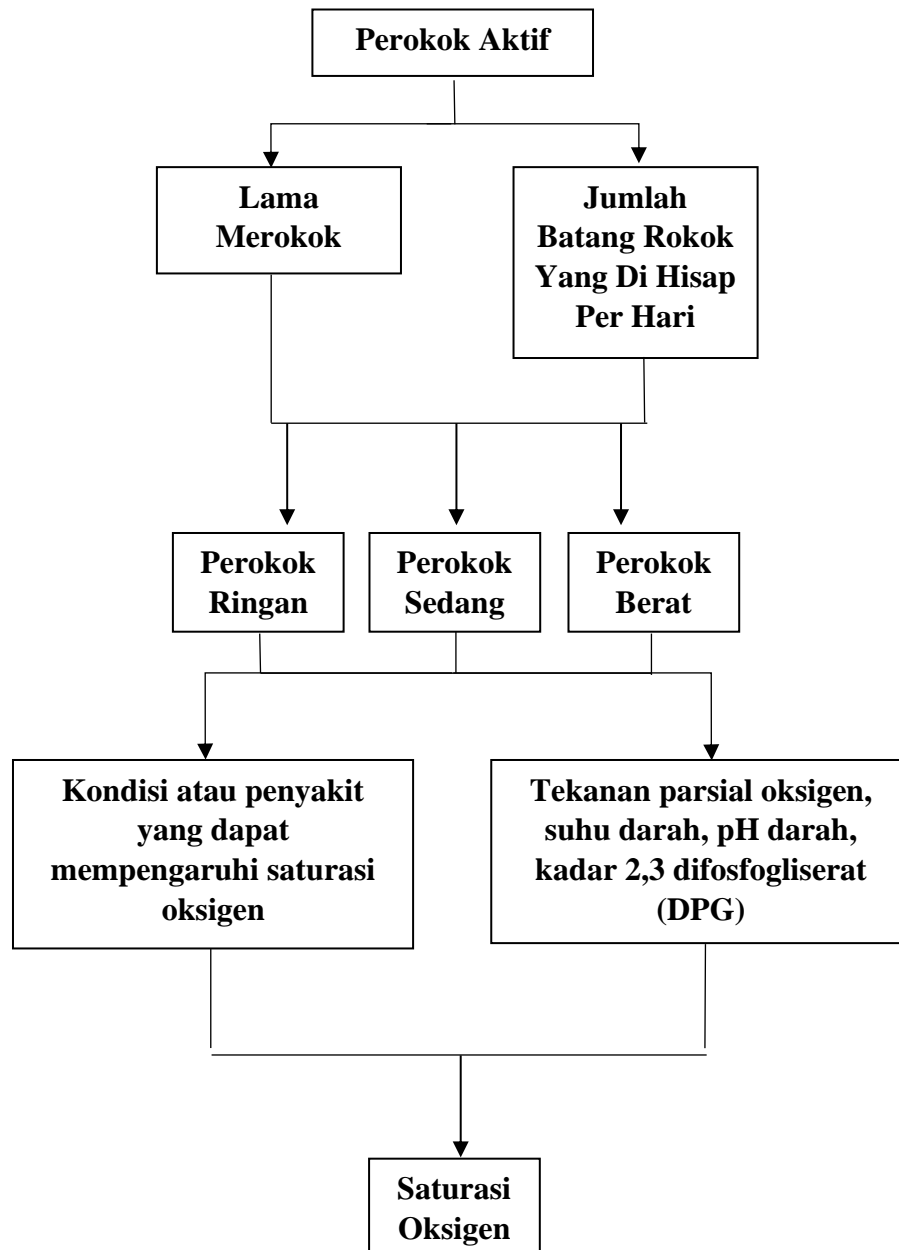 Perokok Aktif
Lama
Merokok
Jumlah
Batang Rokok
Yang Di Hisap
Per Hari
Perokok
Ringan
Perokok
Sedang
Perokok
Berat
Kondisi atau penyakit
yang dapat
mempengaruhi saturasi
oksigen
Tekanan parsial oksigen,
suhu darah, pH darah,
kadar 2,3 difosfogliserat
(DPG)
Saturasi
Oksigen